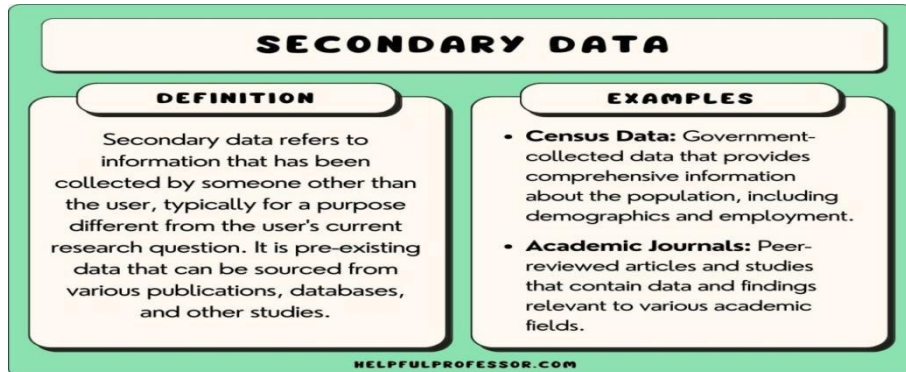 SECONDARY DATA
DEFINITION
Secondary data refers to
information that has been
collected by someone other than
the user, typically for a purpose
different from the user's current
research question. It is pre-existing
data that can be sourced from
various publications, databases,
and other studies.
EXAMPLES
• Census Data: Government-
collected data that provides
comprehensive information
about the population, including
demographics and employment.
• Academic Journals: Peer-
reviewed articles and studies
that contain data and findings
relevant to various academic
fields.
HELPFULPROFESSOR.COM